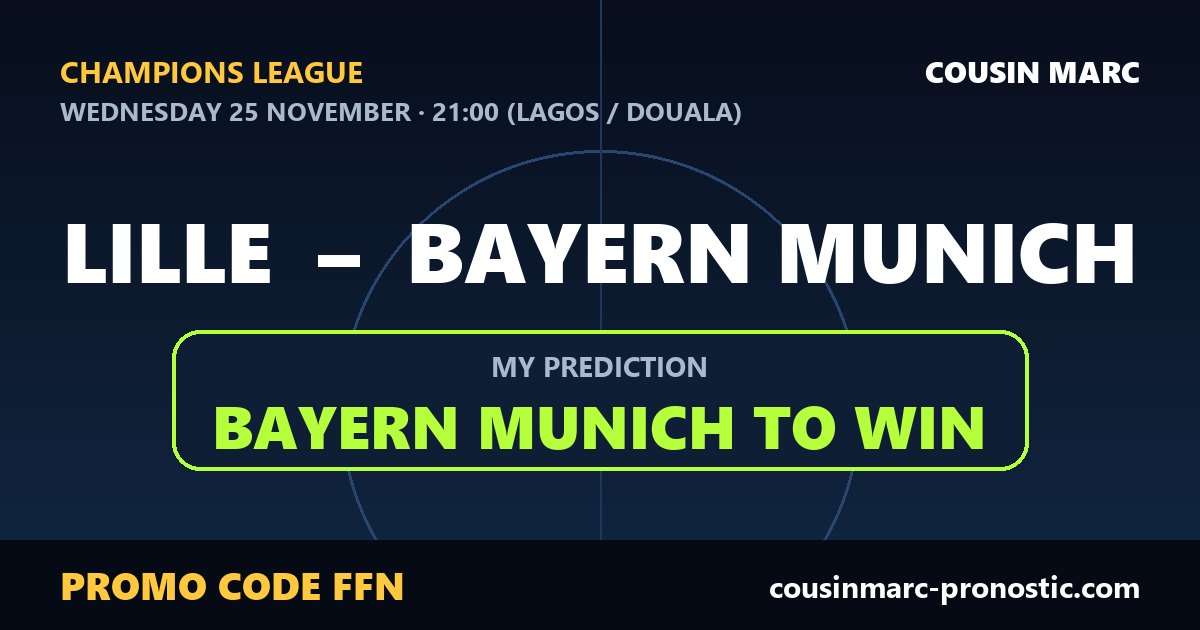 CHAMPIONS LEAGUE
COUSIN MARC
WEDNESDAY 25 NOVEMBER · 21:00 (LAGOS / DOUALA)
LILLE – BAYERN MUNICH
MY PREDICTION
BAYERN MUNICH TO WIN
PROMO CODE FFN
cousinmarc-pronostic.com